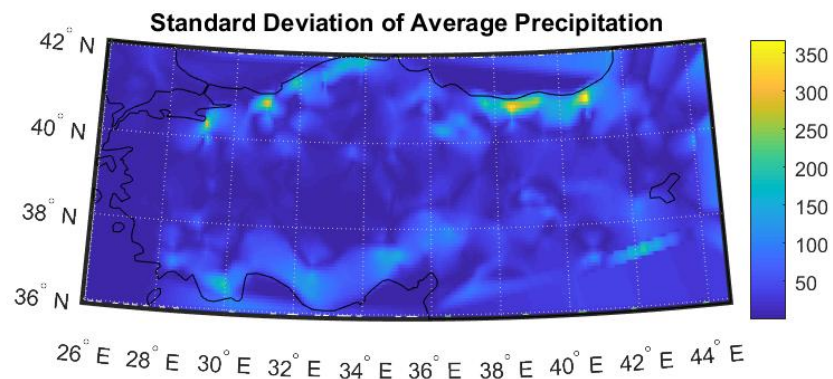 Standard Deviation of Average Precipitation
42° N
40° N
38° N
36° N
26° E 28° E 30° E 32° E 34° E 36° E 38° E 40° E 42° E 44° E
350
300
250
200
150
100
50